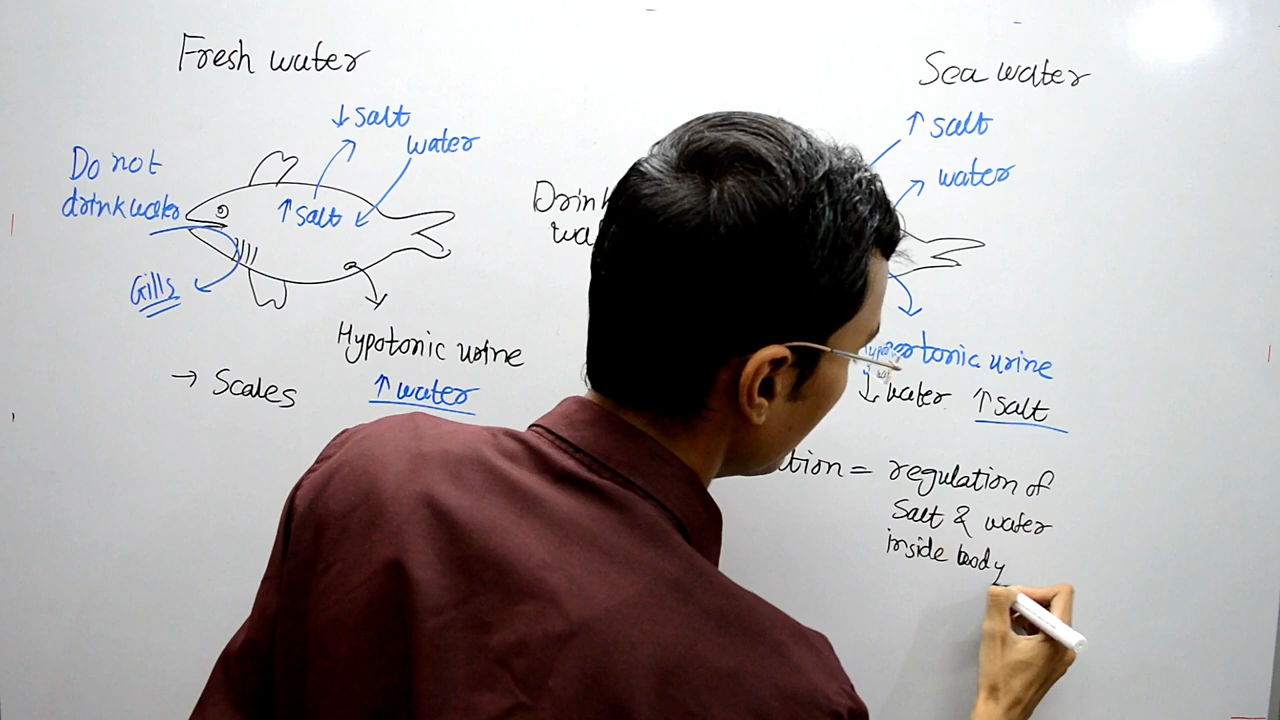 Fresh water
↓ salt
water
Do not
drink water
↑ salt
Gills
Hypotonic urine
↑ water
→ Scales
Sea water
↑ salt
water
Drink
↓ water ↑ salt
urine
= regulation of
Salt & water
inside body